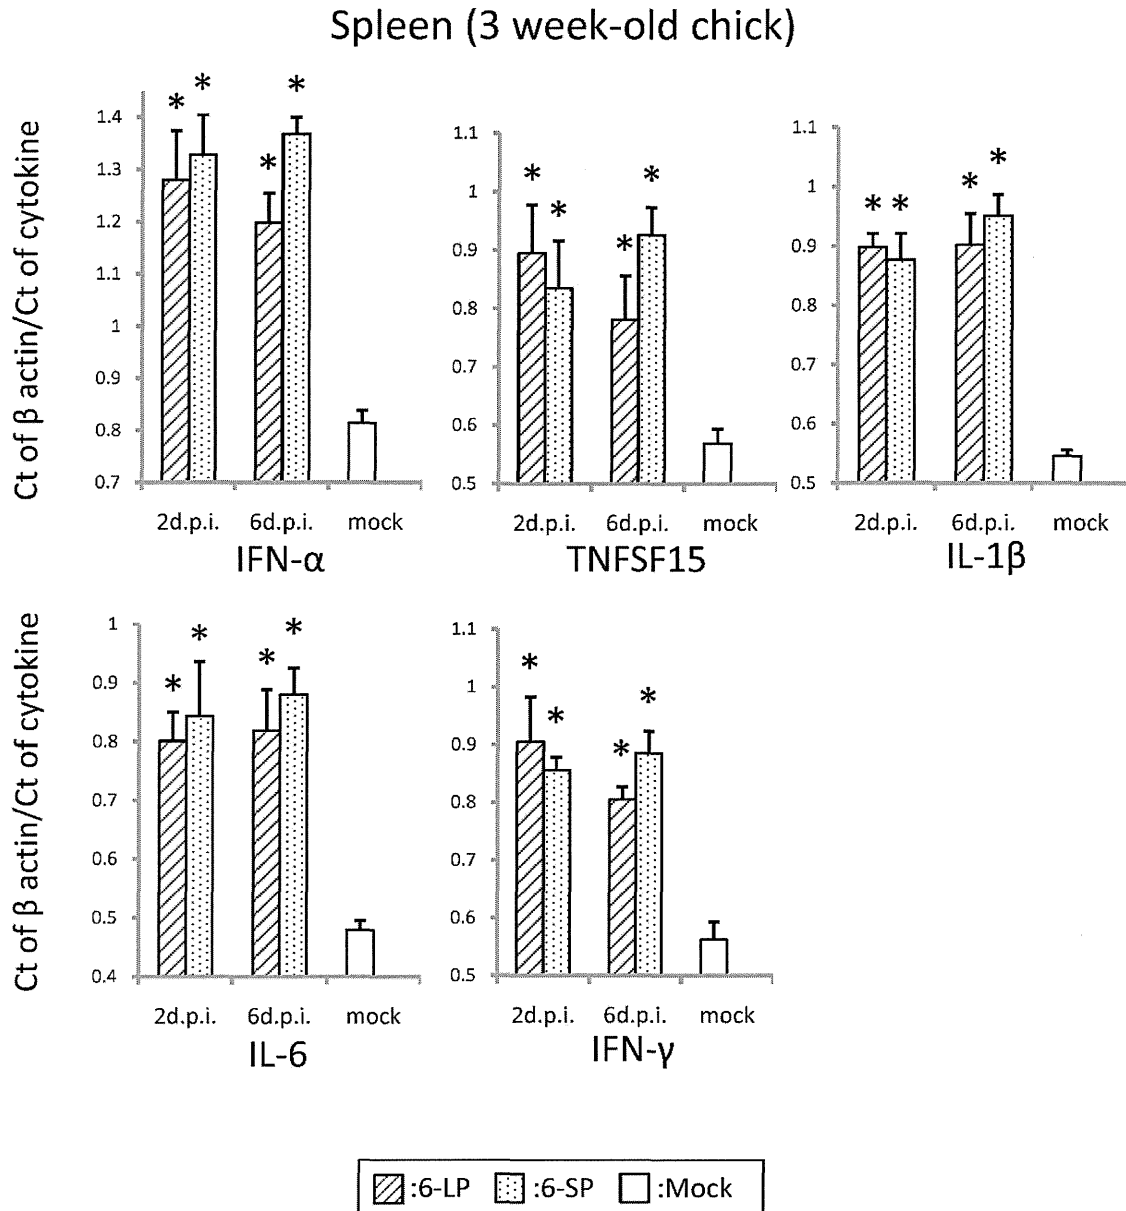 Spleen (3 week-old chick)
Ct of β actin/Ct of cytokine
1.4
1.3
1.2
1.1
1
0.9
0.8
0.7
* * * *
2d.p.i. 6d.p.i. mock
IFN-α
1.1
1
0.9
0.8
0.7
0.6
0.5
* * * *
2d.p.i. 6d.p.i. mock
TNFSF15
1.1
1
0.9
0.8
0.7
0.6
0.5
* * * *
2d.p.i. 6d.p.i. mock
IL-1β
Ct of β actin/Ct of cytokine
1
0.9
0.8
0.7
0.6
0.5
0.4
* * * *
2d.p.i. 6d.p.i. mock
IL-6
1.1
1
0.9
0.8
0.7
0.6
0.5
* * * *
2d.p.i. 6d.p.i. mock
IFN-γ
:6-LP :6-SP :Mock